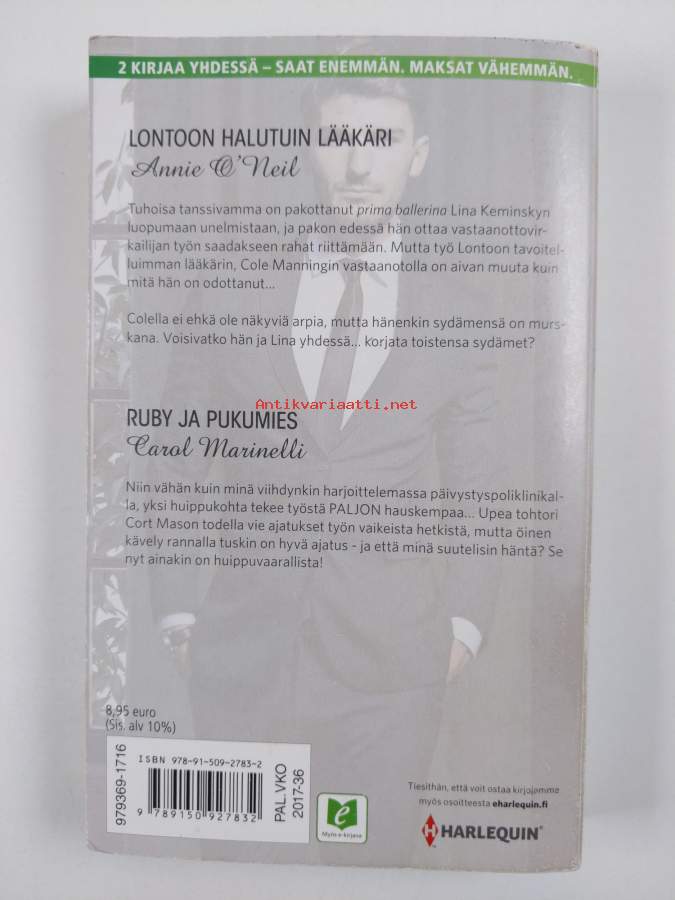 2 KIRJAA YHDESSÄ – SAAT ENEMMÄN. MAKSAT VÄHEMMÄN.
LONTOON HALUTUIN LÄÄKÄRI
Annie O'Neil
Tuhoisa tanssivamma on pakottanut prima ballerina Lina Keminskyn
luopumaan unelmistaan, ja pakon edessä hän ottaa vastaanottovir-
kailijan työn saadakseen rahat riittämään. Mutta työ Lontoon tavoitel-
luimman lääkärin, Cole Manningin vastaanotolla on aivan muuta kuin
mitä hän on odottanut...
Colella ei ehkä ole näkyviä arpia, mutta hänenkin sydämensä on murs-
kana. Voisivatko hän ja Lina yhdessä... korjata toistensa sydämet?
Antikvariaatti.net
RUBY JA PUKUMIES
Carol Marinelli
Niin vähän kuin minä viihdynkin harjoittelemassa päivystyspoliklinikal-
la, yksi huippukohta tekee työstä PALJON hauskempaa... Upea tohtori
Cort Mason todella vie ajatukset työn vaikeista hetkistä, mutta öinen
kävely rannalla tuskin on hyvä ajatus - ja että minä suutelisin häntä? Se
nyt ainakin on huippuvaarallista!
8,95 euro
(Sis. alv 10%)
979369-1716
ISBN 978-91-509-2783-2
9 789150 927832
PAL.VKO
2017-36
e
Myös e-kirjana
Tiesithän, että voit ostaa kirjojamme
myös osoitteesta eharlequin.fi
HARLEQUIN®